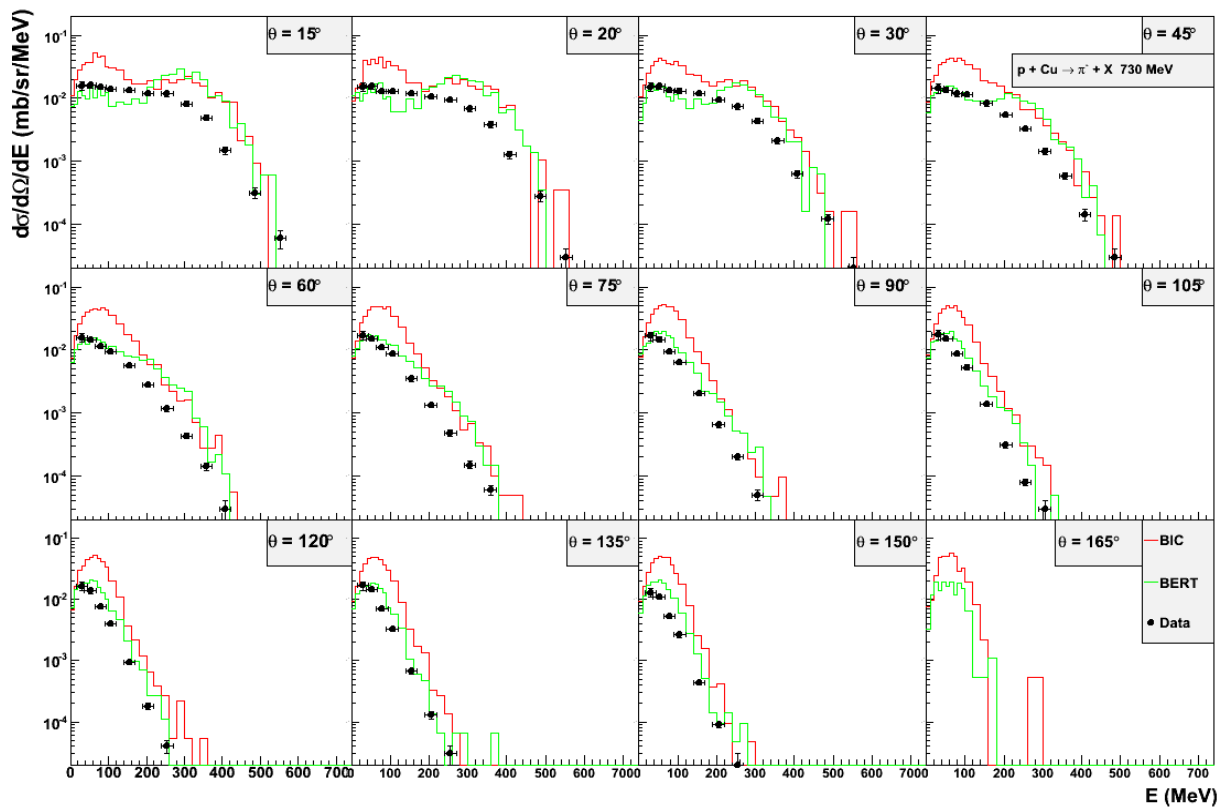 dσ/dΩ/dE (mb/sr/MeV)
θ = 15°
θ = 20°
θ = 30°
θ = 45°
p + Cu → π⁻ + X 730 MeV
10⁻¹
10⁻²
10⁻³
10⁻⁴
θ = 60°
θ = 75°
θ = 90°
θ = 105°
10⁻¹
10⁻²
10⁻³
10⁻⁴
θ = 120°
θ = 135°
θ = 150°
θ = 165°
BIC
BERT
Data
10⁻¹
10⁻²
10⁻³
10⁻⁴
0 100 200 300 400 500 600 700
0 100 200 300 400 500 600 700
0 100 200 300 400 500 600 700
0 100 200 300 400 500 600 700
E (MeV)